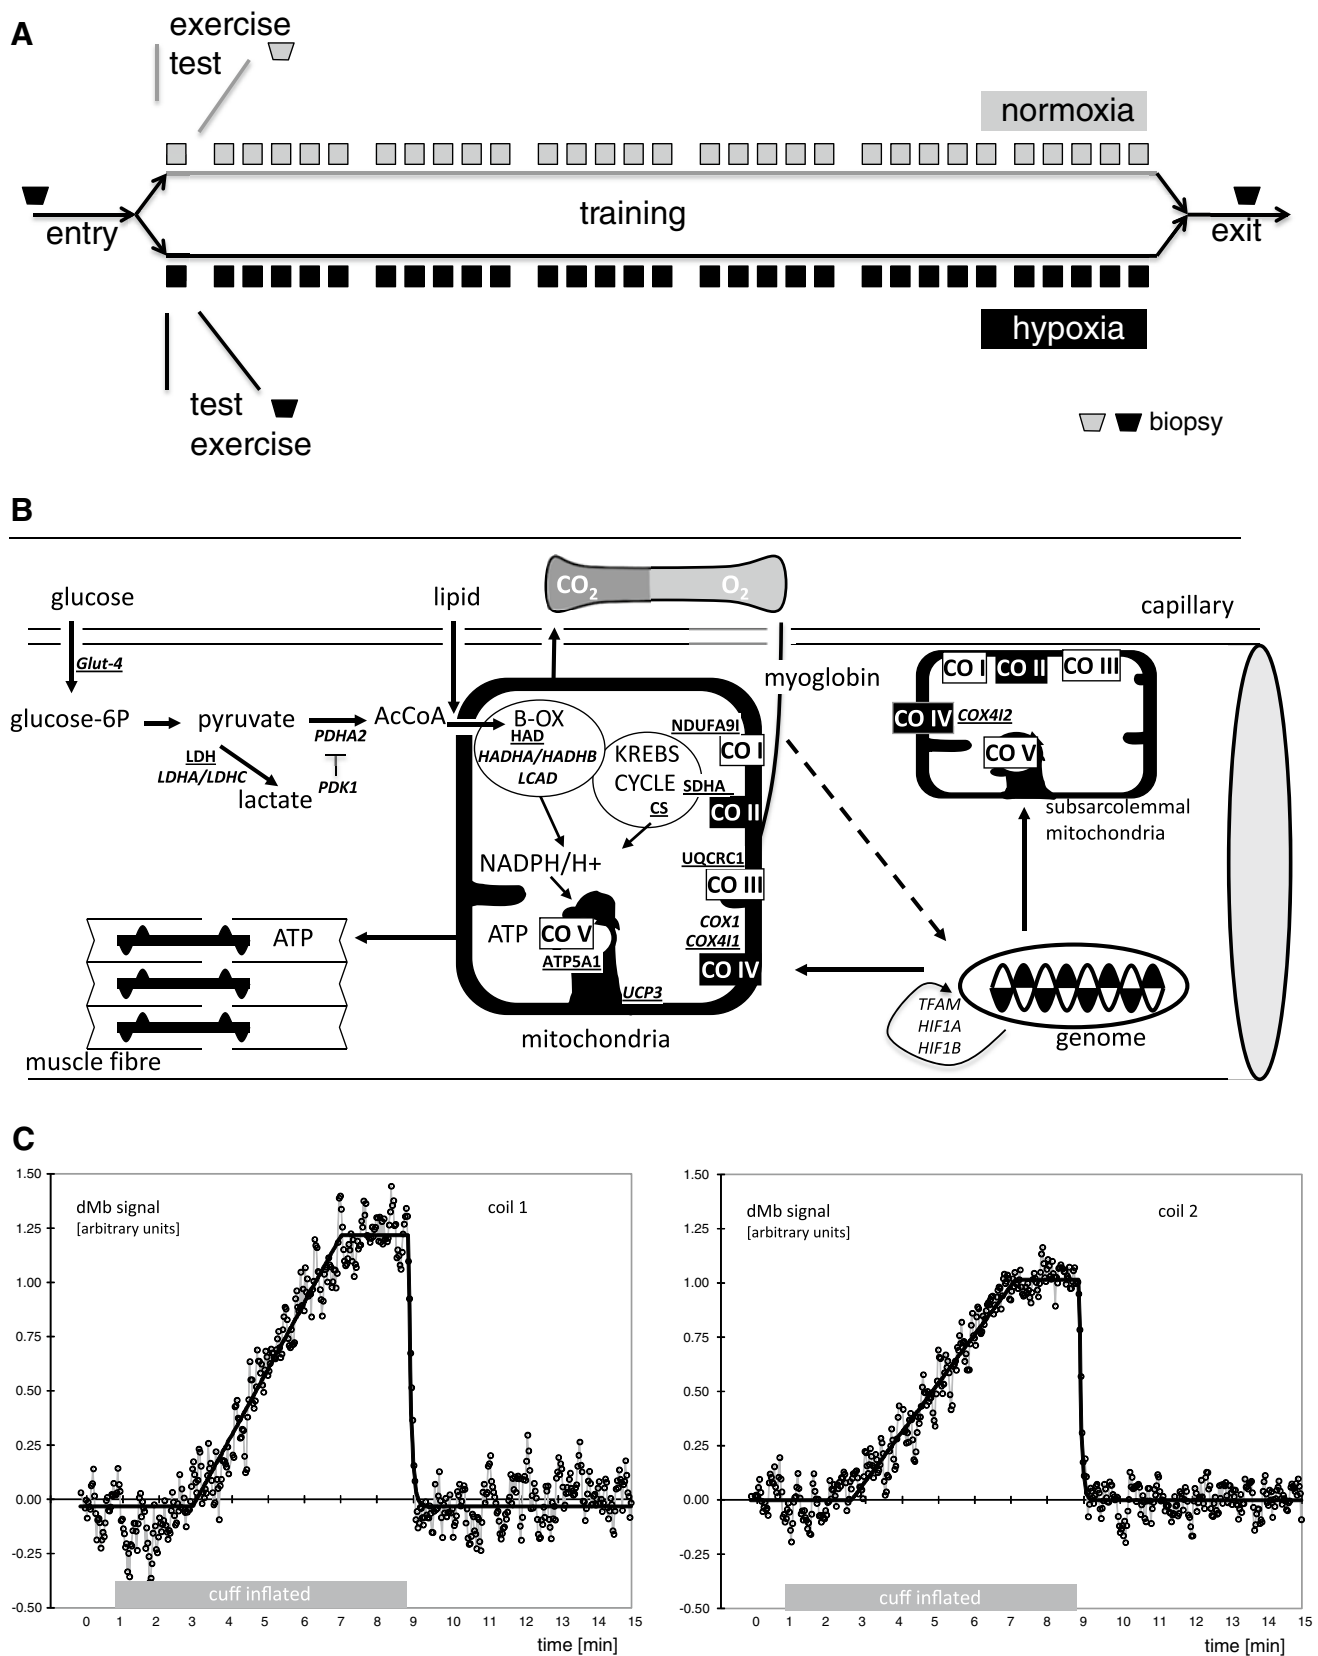 A
exercise
test
normoxia
training
entry
exit
hypoxia
test
exercise
biopsy
B
CO2
O2
glucose
lipid
capillary
Glut-4
myoglobin
CO I
CO II
CO III
glucose-6P
pyruvate
AcCoA
B-OX
NDUFA9I
CO IV
COX4I2
PDHA2
HAD
CO I
LDH
HADHA/HADHB
KREBS
CO V
LDHA/LDHC
PDK1
LCAD
CYCLE
SDHA
lactate
CS
CO II
subsarcolemmal
mitochondria
NADPH/H+
UQCRC1
CO III
COX1
ATP
ATP
CO V
COX4I1
ATP5A1
CO IV
UCP3
TFAM
HIF1A
HIF1B
mitochondria
genome
muscle fibre
C
1.50
1.25
1.00
0.75
0.50
0.25
0.00
-0.25
-0.50
dMb signal
[arbitrary units]
coil 1
cuff inflated
0 1 2 3 4 5 6 7 8 9 10 11 12 13 14 15
time [min]
1.50
1.25
1.00
0.75
0.50
0.25
0.00
-0.25
-0.50
dMb signal
[arbitrary units]
coil 2
cuff inflated
0 1 2 3 4 5 6 7 8 9 10 11 12 13 14 15
time [min]